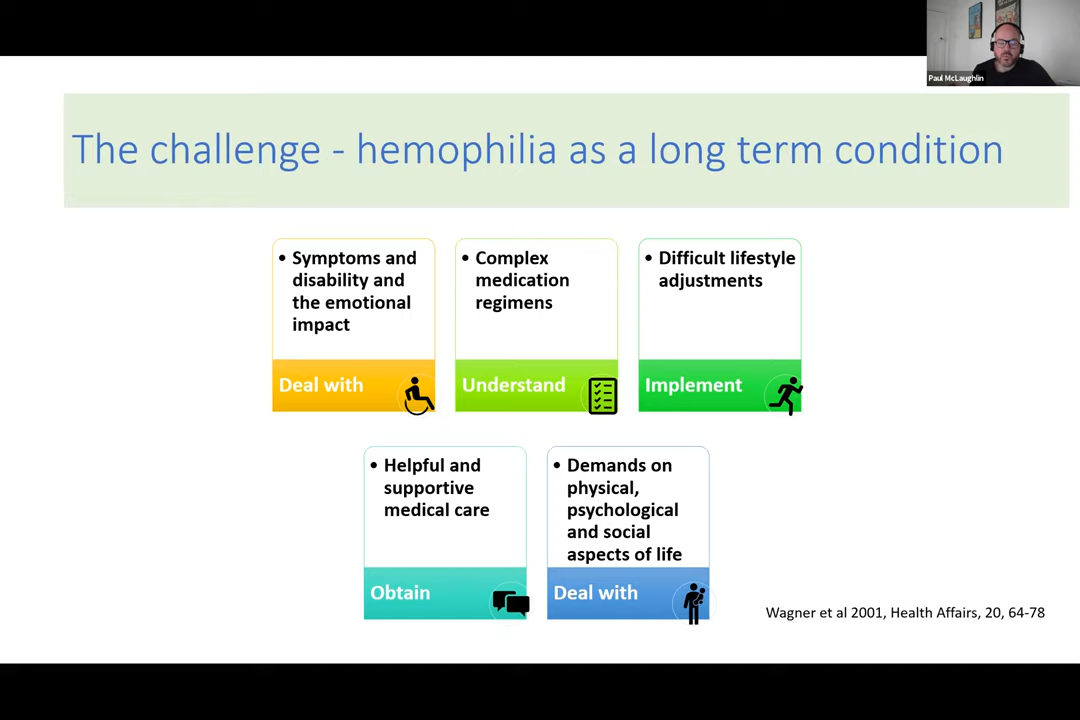 Paul McLaughlin
The challenge - hemophilia as a long term condition
• Symptoms and
disability and
the emotional
impact
Deal with
• Complex
medication
regimens
Understand
• Difficult lifestyle
adjustments
Implement
• Helpful and
supportive
medical care
Obtain
• Demands on
physical,
psychological
and social
aspects of life
Deal with
Wagner et al 2001, Health Affairs, 20, 64-78